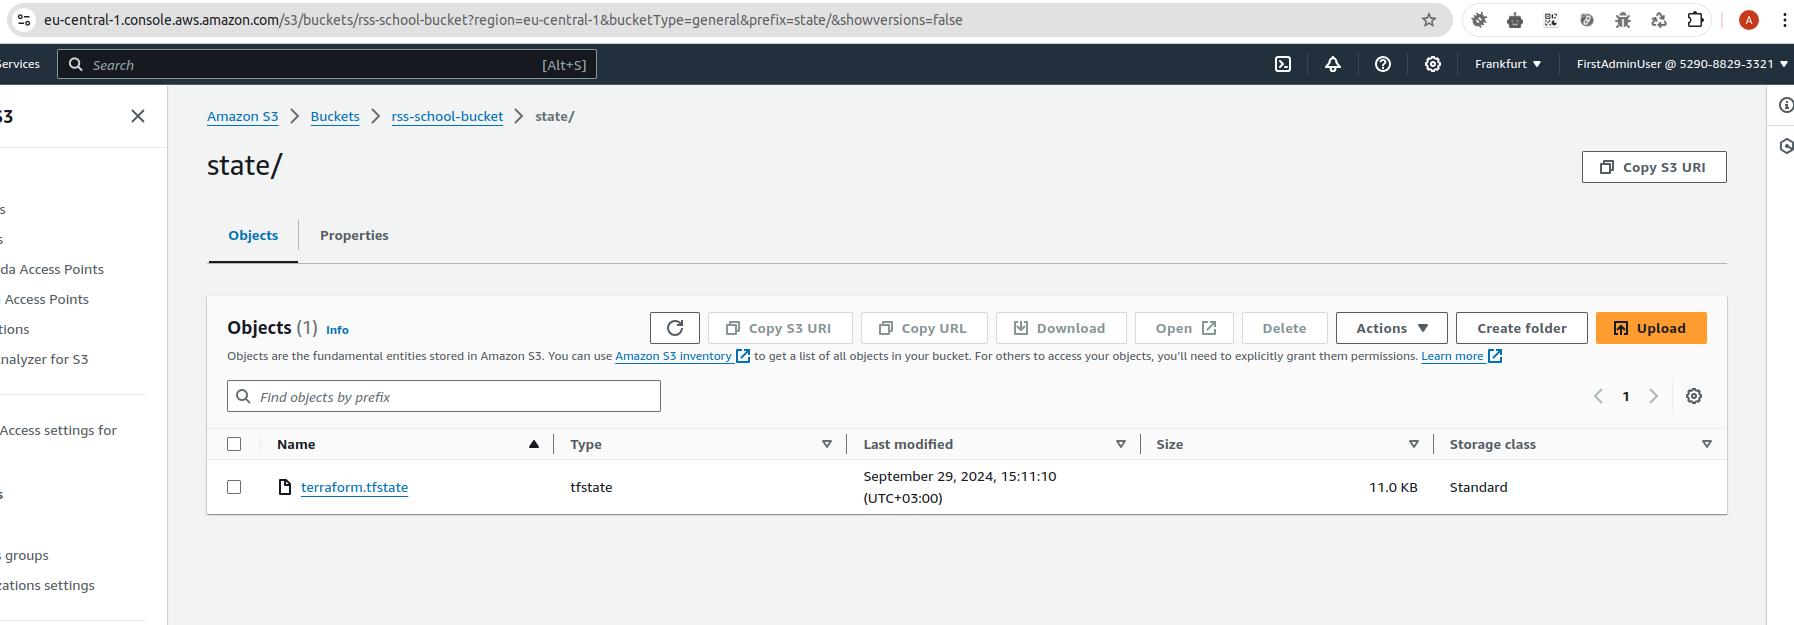 eu-central-1.console.aws.amazon.com/s3/buckets/rss-school-bucket?region=eu-central-1&bucketType=general&prefix=state/&showversions=false
A
ervices
Search
[Alt+S]
Frankfurt
FirstAdminUser @ 5290-8829-3321
S3
Amazon S3
Buckets
rss-school-bucket
state/
state/
Copy S3 URI
s
s
da Access Points
Access Points
tions
nalyzer for S3
Access settings for
s
s groups
zations settings
Objects
Properties
Objects (1) Info
Copy S3 URI
Copy URL
Download
Open
Delete
Actions
Create folder
Upload
Objects are the fundamental entities stored in Amazon S3. You can use Amazon S3 inventory to get a list of all objects in your bucket. For others to access your objects, you'll need to explicitly grant them permissions. Learn more
Find objects by prefix
1
Name
Type
Last modified
Size
Storage class
terraform.tfstate
tfstate
September 29, 2024, 15:11:10
(UTC+03:00)
11.0 KB
Standard